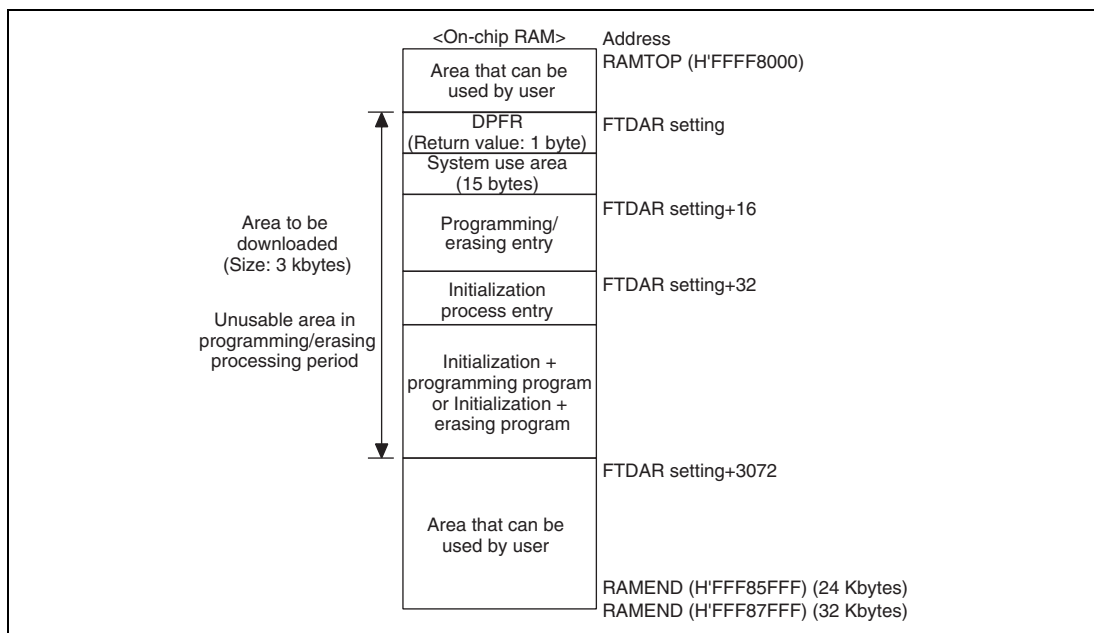 <On-chip RAM>
Address
RAMTOP (H'FFFF8000)
Area that can be
used by user
DPFR
(Return value: 1 byte)
FTDAR setting
System use area
(15 bytes)
FTDAR setting+16
Programming/
erasing entry
Area to be
downloaded
(Size: 3 kbytes)
FTDAR setting+32
Initialization
process entry
Unusable area in
programming/erasing
processing period
Initialization +
programming program
or Initialization +
erasing program
FTDAR setting+3072
Area that can be
used by user
RAMEND (H'FFF85FFF) (24 Kbytes)
RAMEND (H'FFF87FFF) (32 Kbytes)